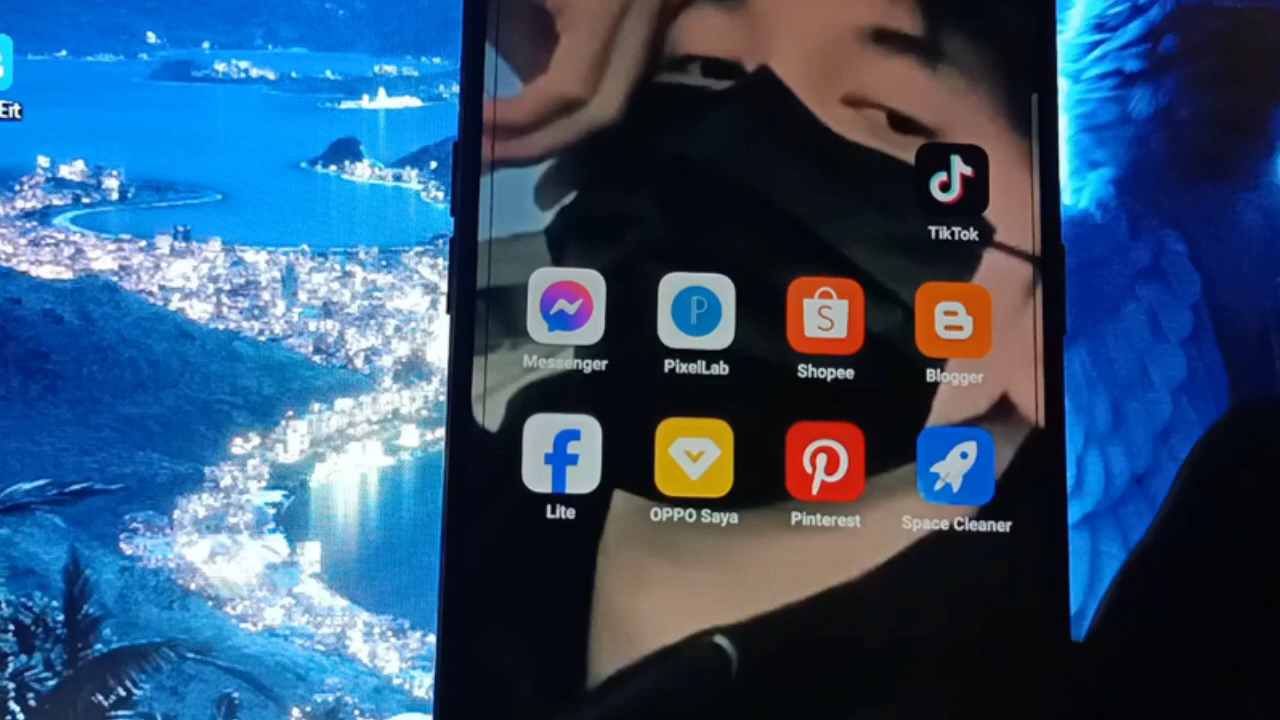 Eit
TikTok
Messenger
PixelLab
Shopee
Blogger
Lite
OPPO Saya
Pinterest
Space Cleaner